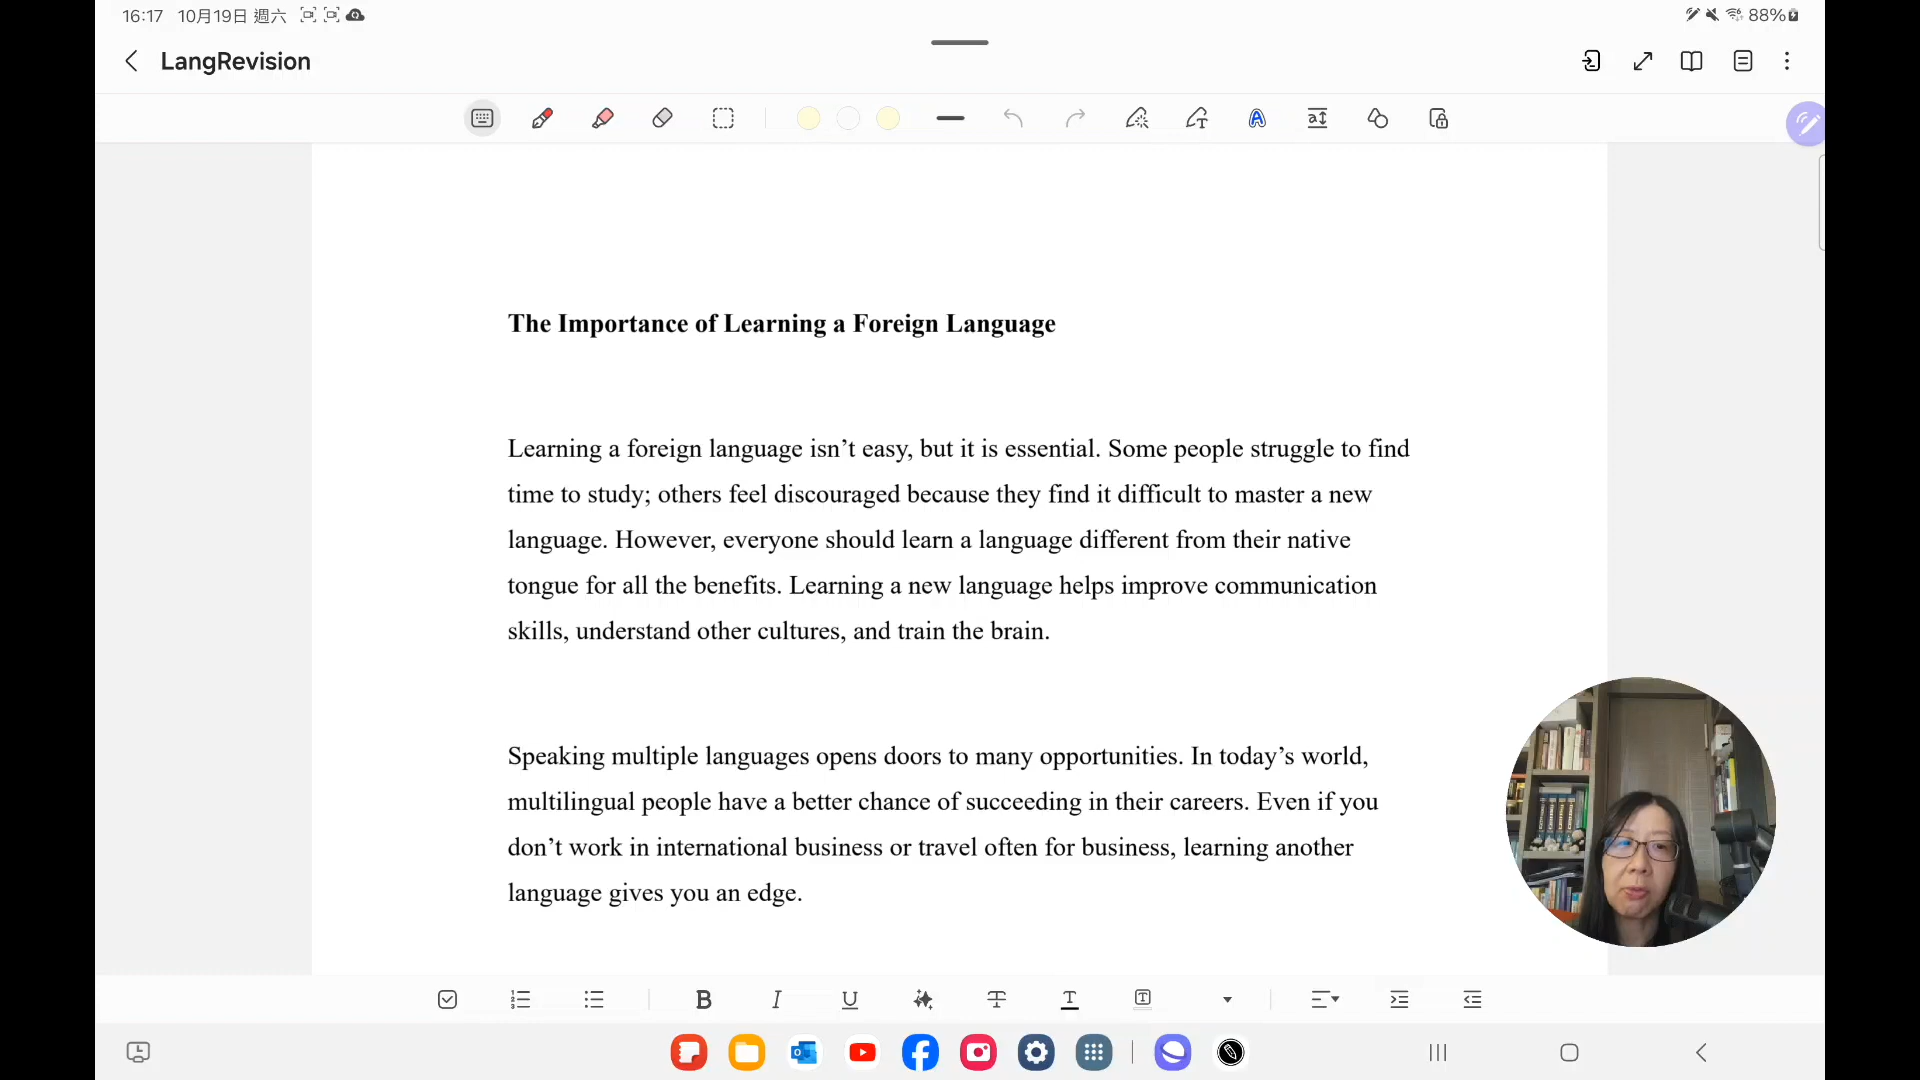 16:17 10月19日 週六 88%
LangRevision
The Importance of Learning a Foreign Language
Learning a foreign language isn’t easy, but it is essential. Some people struggle to find
time to study; others feel discouraged because they find it difficult to master a new
language. However, everyone should learn a language different from their native
tongue for all the benefits. Learning a new language helps improve communication
skills, understand other cultures, and train the brain.
Speaking multiple languages opens doors to many opportunities. In today’s world,
multilingual people have a better chance of succeeding in their careers. Even if you
don’t work in international business or travel often for business, learning another
language gives you an edge.